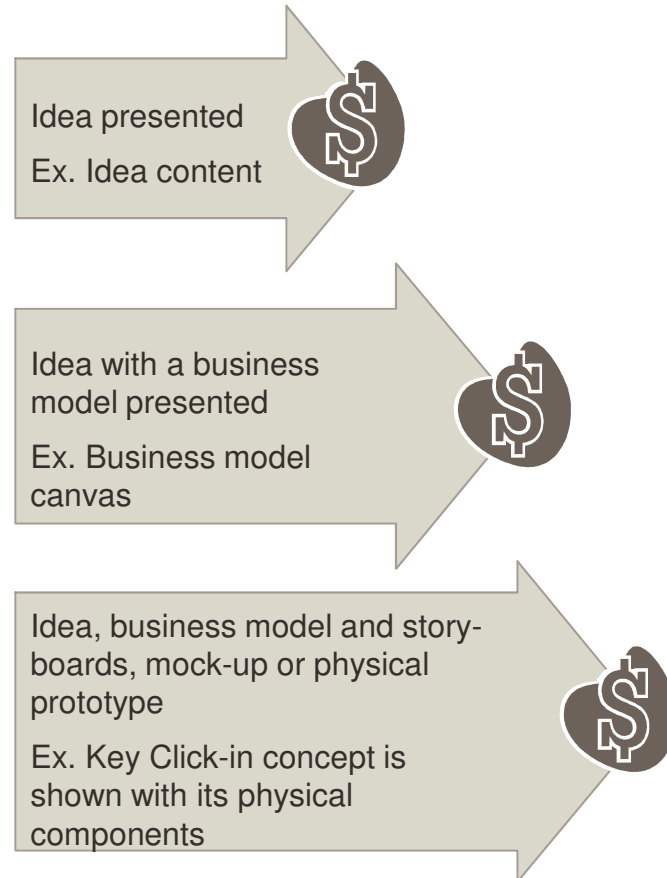 Idea presented
Ex. Idea content
$
Idea with a business
model presented
Ex. Business model
canvas
$
Idea, business model and story-
boards, mock-up or physical
prototype
Ex. Key Click-in concept is
shown with its physical
components
$